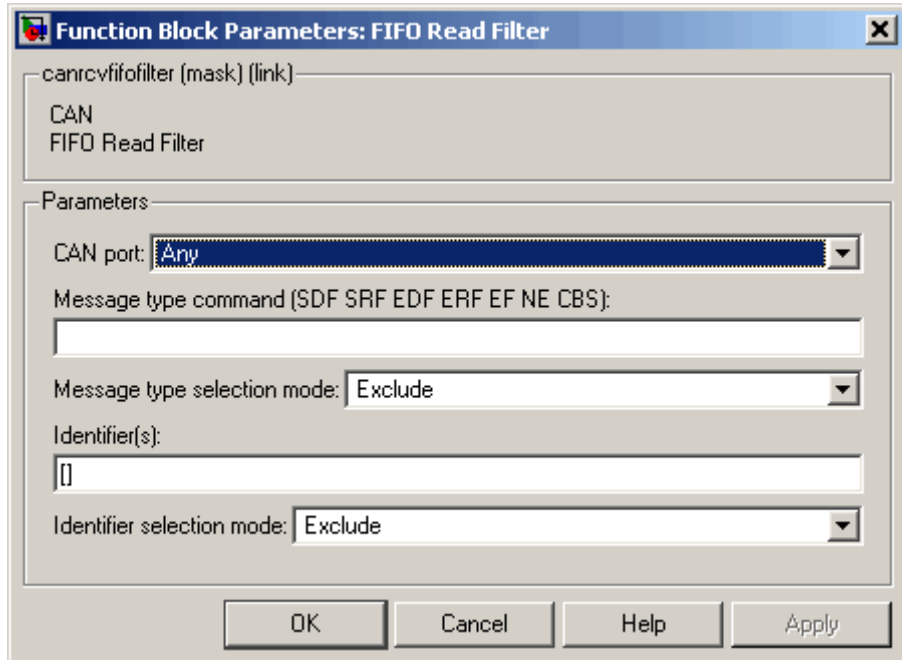 Function Block Parameters: FIFO Read Filter
canrcvfifofilter (mask) (link)
CAN
FIFO Read Filter
Parameters
CAN port: Any
Message type command (SDF SRF EDF ERF EF NE CBS):
Message type selection mode: Exclude
Identifier(s):
[]
Identifier selection mode: Exclude
OK Cancel Help Apply